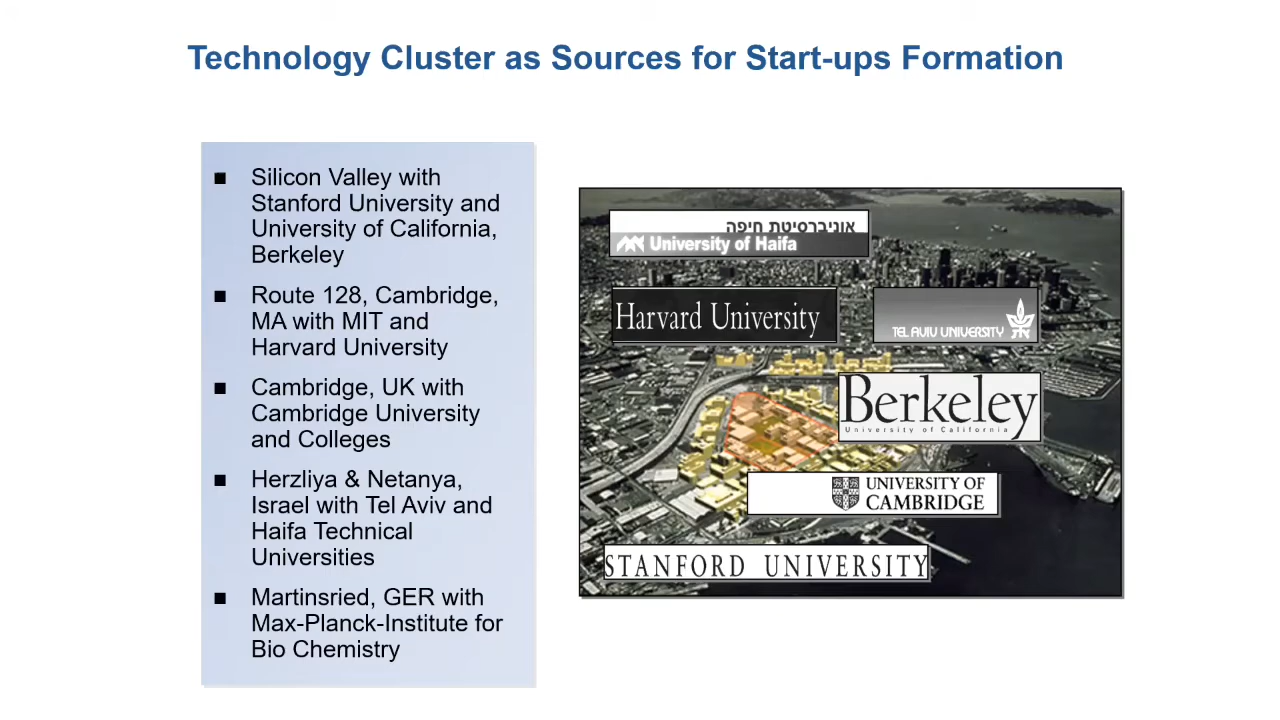 Technology Cluster as Sources for Start-ups Formation
■ Silicon Valley with
Stanford University and
University of California,
Berkeley
■ Route 128, Cambridge,
MA with MIT and
Harvard University
■ Cambridge, UK with
Cambridge University
and Colleges
■ Herzliya & Netanya,
Israel with Tel Aviv and
Haifa Technical
Universities
■ Martinsried, GER with
Max-Planck-Institute for
Bio Chemistry
אוניברסיטת חיפה
University of Haifa
Harvard University
TEL AVIV UNIVERSITY
Berkeley
University of California
UNIVERSITY OF
CAMBRIDGE
STANFORD UNIVERSITY